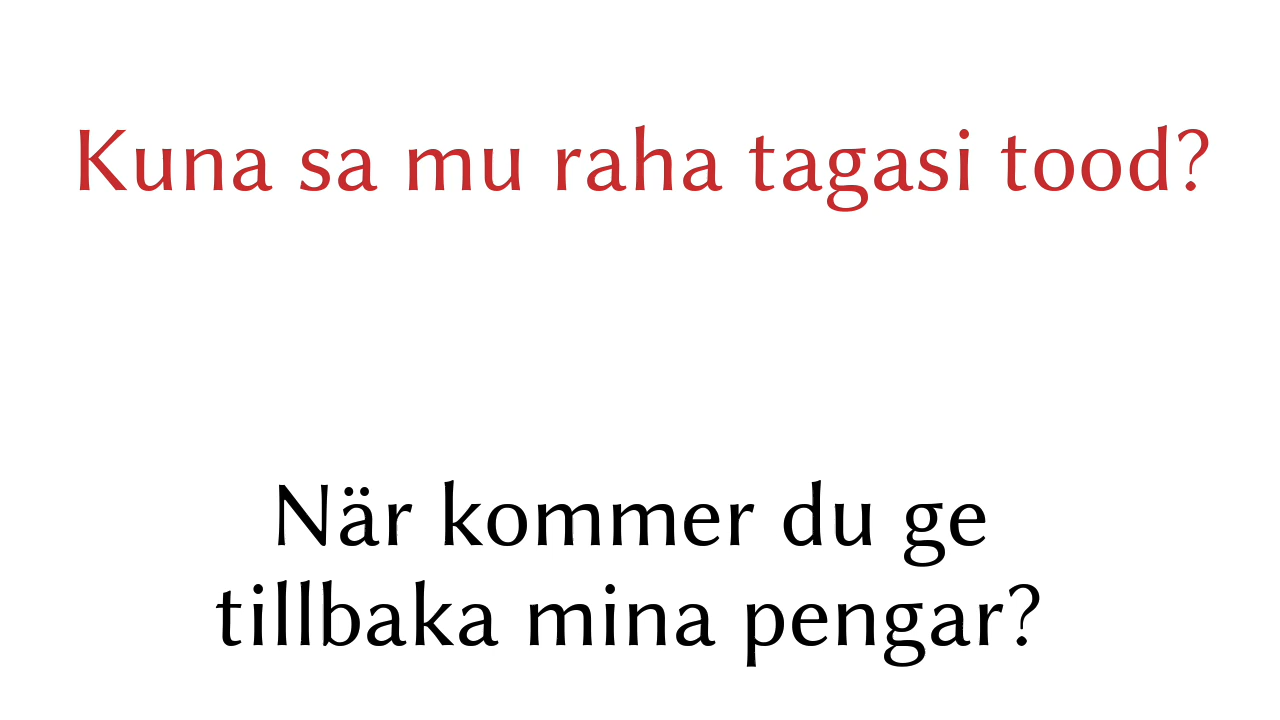 Kuna sa mu raha tagasi tood?
När kommer du ge
tillbaka mina pengar?